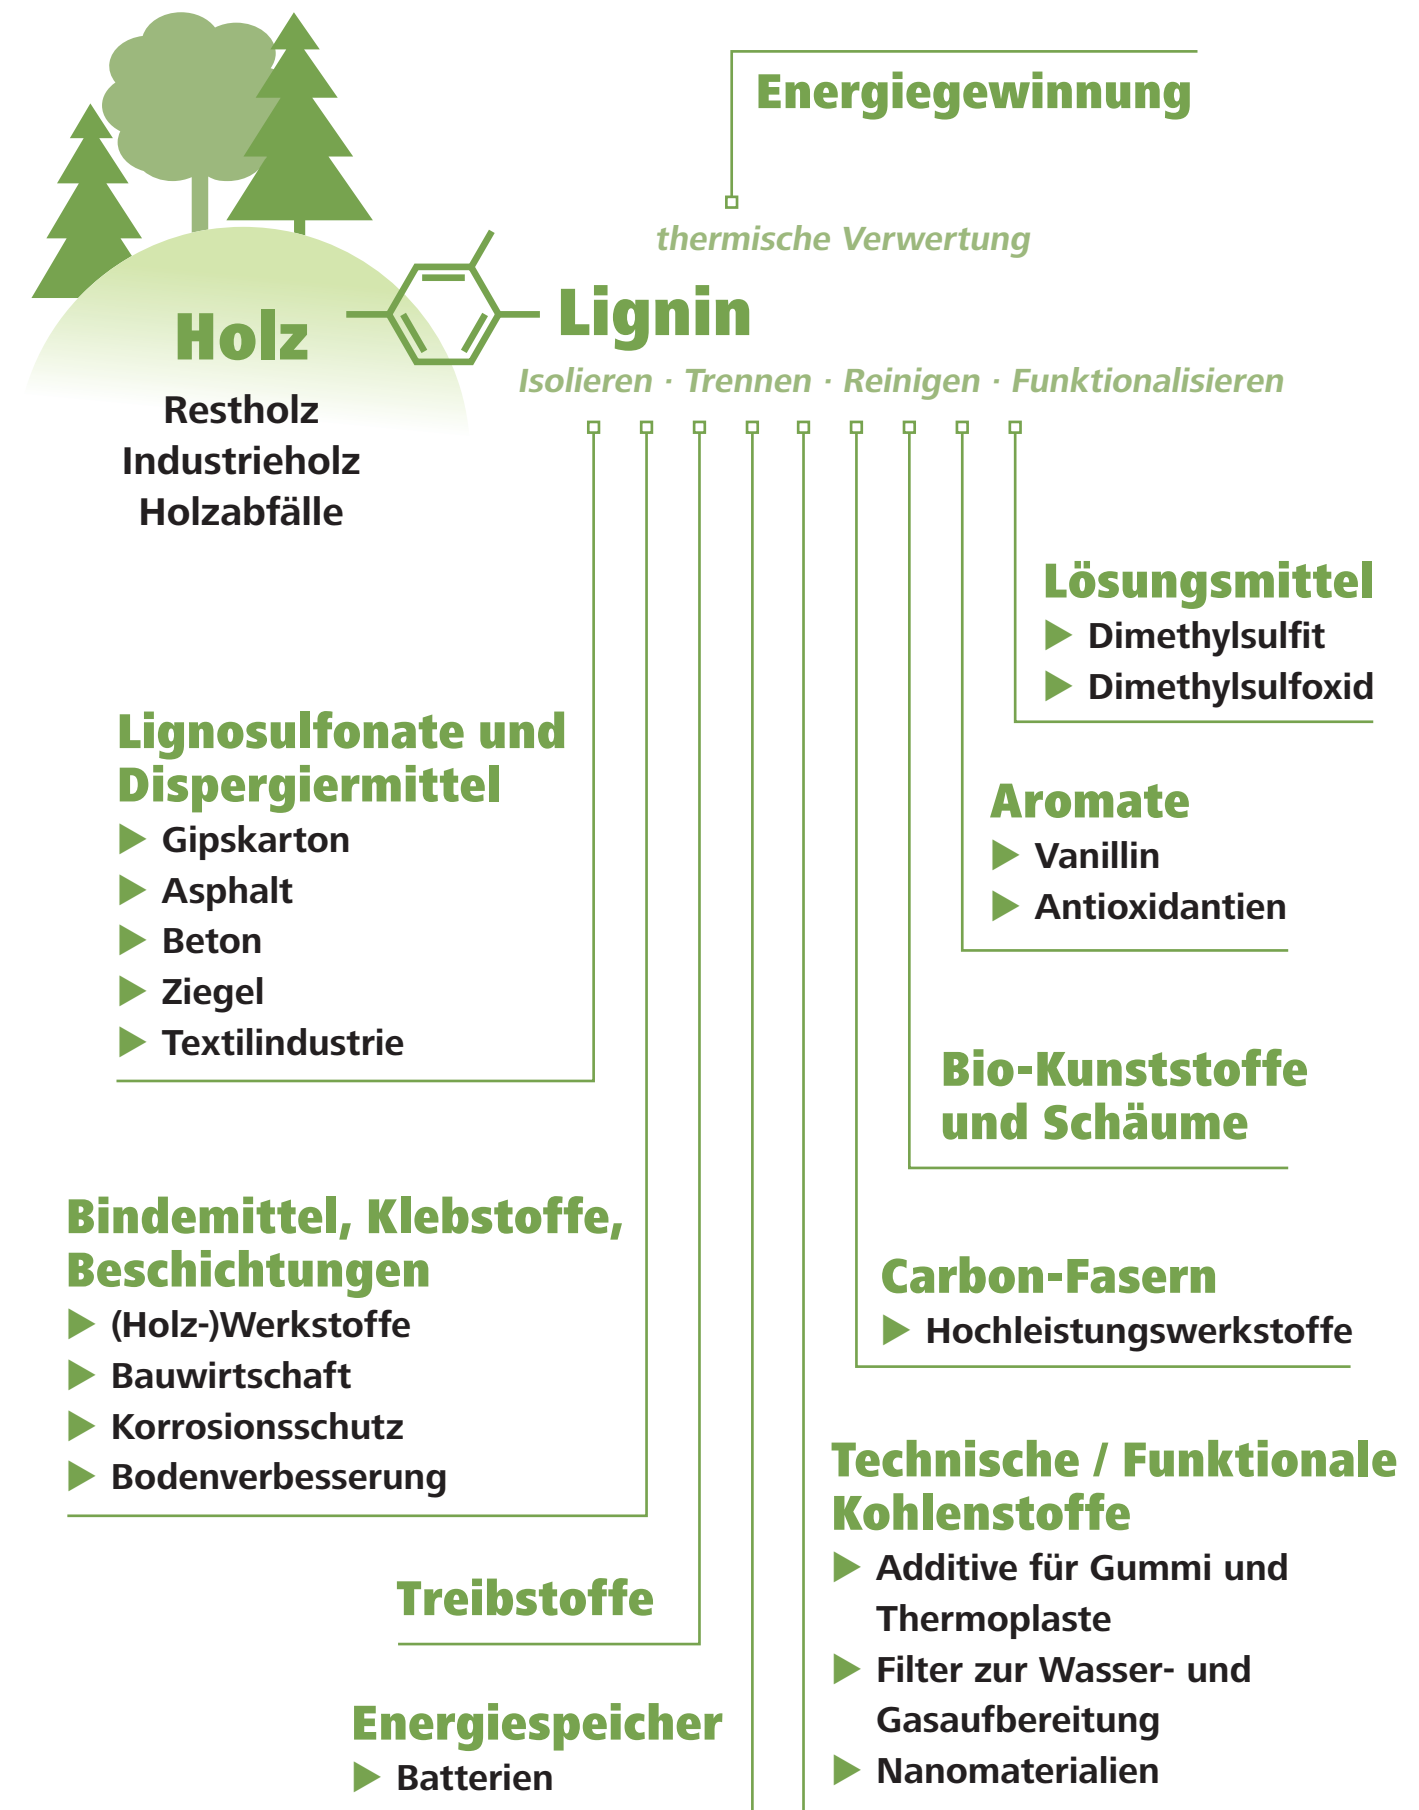 Energiegewinnung
thermische Verwertung
Holz
Lignin
Isolieren · Trennen · Reinigen · Funktionalisieren
Restholz
Industrieholz
Holzabfälle
Lignosulfonate und
Dispergiermittel
Gipskarton
Asphalt
Beton
Ziegel
Textilindustrie
Bindemittel, Klebstoffe,
Beschichtungen
(Holz-)Werkstoffe
Bauwirtschaft
Korrosionsschutz
Bodenverbesserung
Treibstoffe
Energiespeicher
Batterien
Lösungsmittel
Dimethylsulfit
Dimethylsulfoxid
Aromate
Vanillin
Antioxidantien
Bio-Kunststoffe
und Schäume
Carbon-Fasern
Hochleistungswerkstoffe
Technische / Funktionale
Kohlenstoffe
Additive für Gummi und
Thermoplaste
Filter zur Wasser- und
Gasaufbereitung
Nanomaterialien